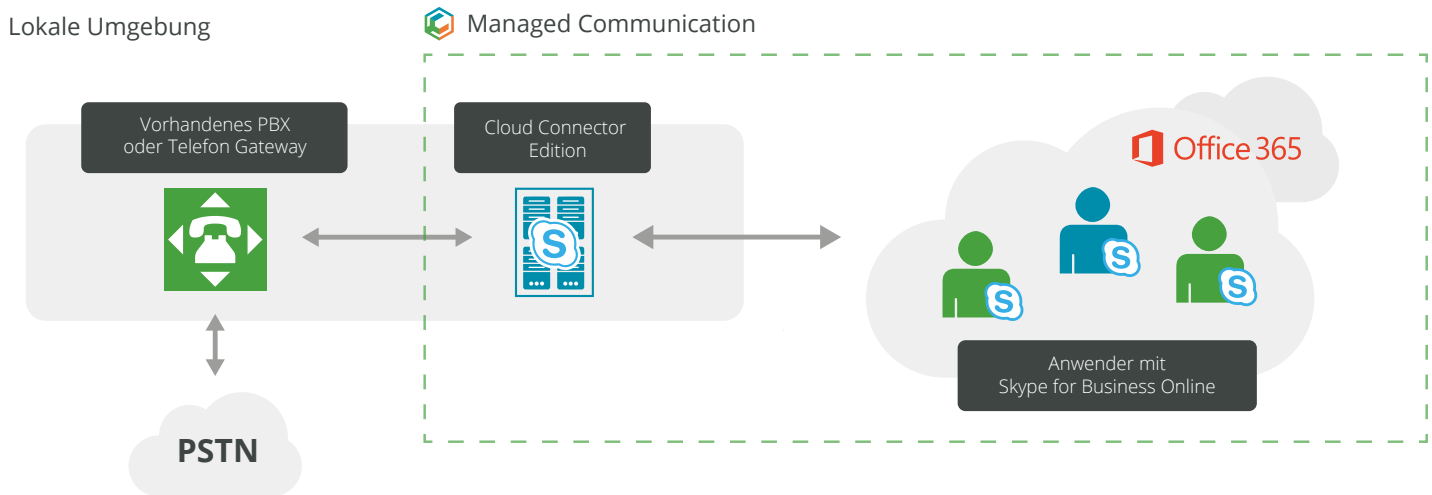 Lokale Umgebung
Managed Communication
Vorhandenes PBX
oder Telefon Gateway
Cloud Connector
Edition
Office 365
S
S
S
S
Anwender mit
Skype for Business Online
PSTN